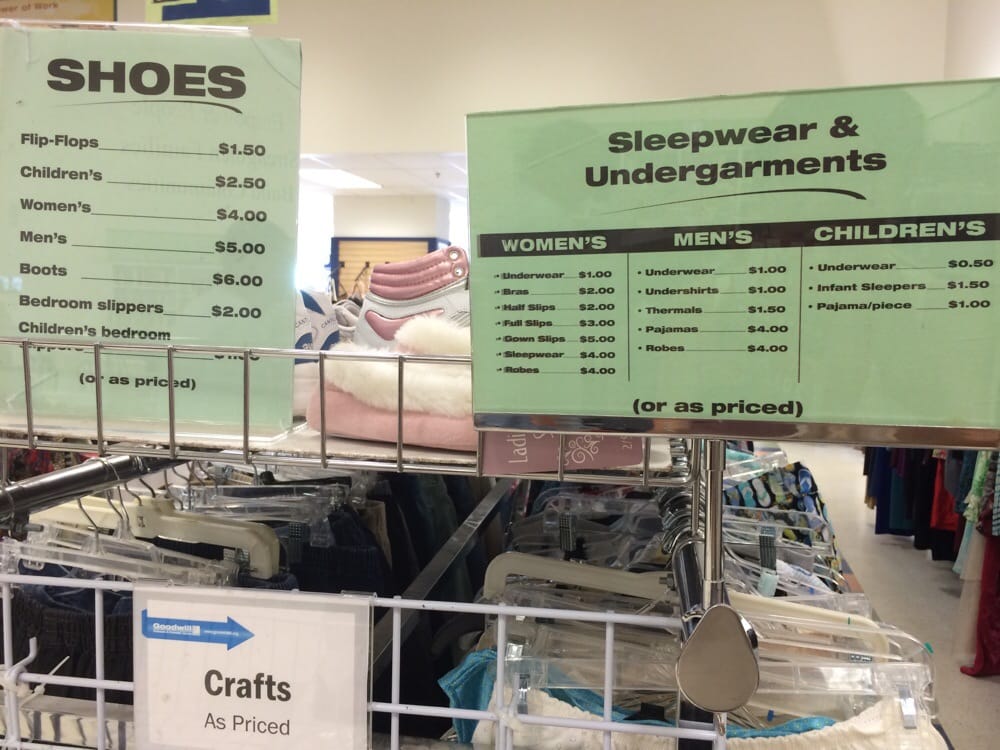 er of Work
SHOES
Flip-Flops $1.50
Children's $2.50
Women's $4.00
Men's $5.00
Boots $6.00
Bedroom slippers $2.00
Children's bedroom
(or as priced)
Sleepwear &
Undergarments
WOMEN'S
• Underwear $1.00
• Bras $2.00
• Half Slips $2.00
• Full Slips $3.00
• Gown Slips $5.00
• Sleepwear $4.00
• Robes $4.00
MEN'S
• Underwear $1.00
• Undershirts $1.00
• Thermals $1.50
• Pajamas $4.00
• Robes $4.00
CHILDREN'S
• Underwear $0.50
• Infant Sleepers $1.50
• Pajama/piece $1.00
(or as priced)
Ladi
Goodwill
Crafts
As Priced